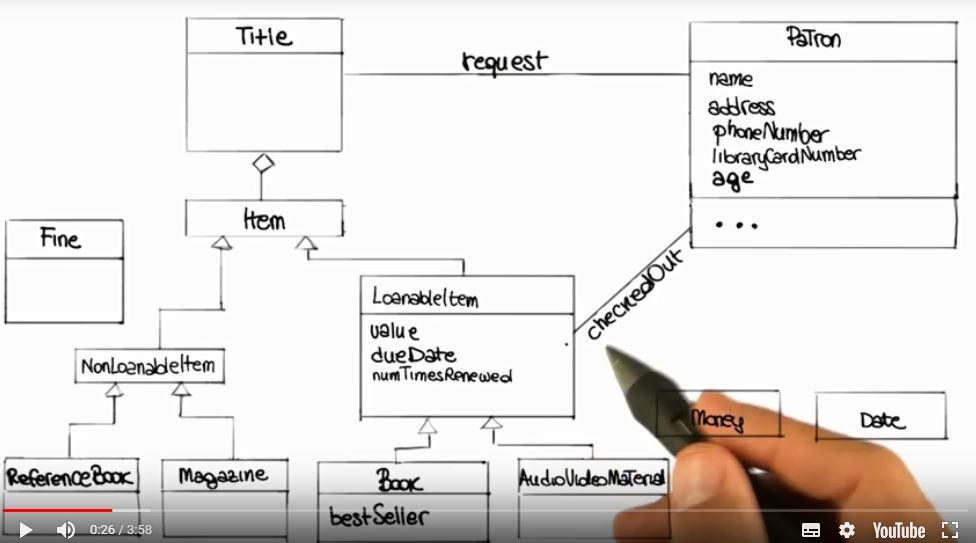 Title
request
Patron
name
address
phoneNumber
libraryCardNumber
age
...
Item
Fine
LoanableItem
value
dueDate
numTimesRenewed
checkedOut
NonLoanableItem
Money
Date
ReferenceBook
Magazine
Book
bestSeller
AudioVideoMaterial
0:26 / 3:58
YouTube